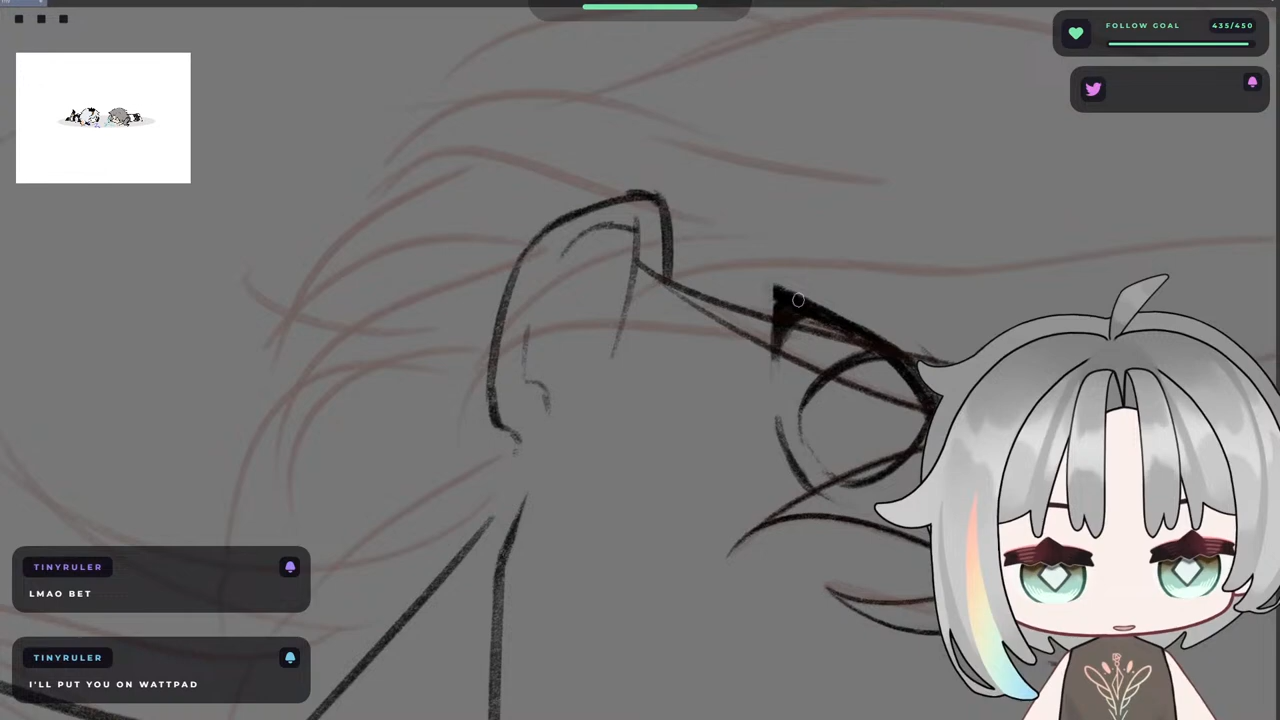 FOLLOW GOAL 435/450
TINYRULER
LMAO BET
TINYRULER
I'LL PUT YOU ON WATTPAD